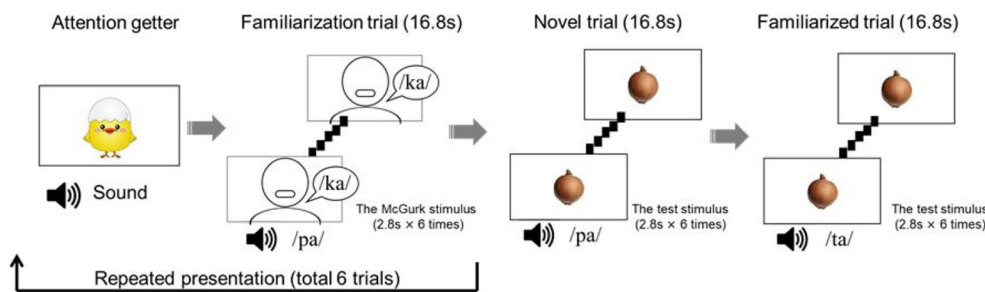 Attention getter
Familiarization trial (16.8s)
Novel trial (16.8s)
Familiarized trial (16.8s)
/ka/
/ka/
Sound
The McGurk stimulus
(2.8s × 6 times)
/pa/
The test stimulus
(2.8s × 6 times)
/pa/
The test stimulus
(2.8s × 6 times)
/ta/
Repeated presentation (total 6 trials)